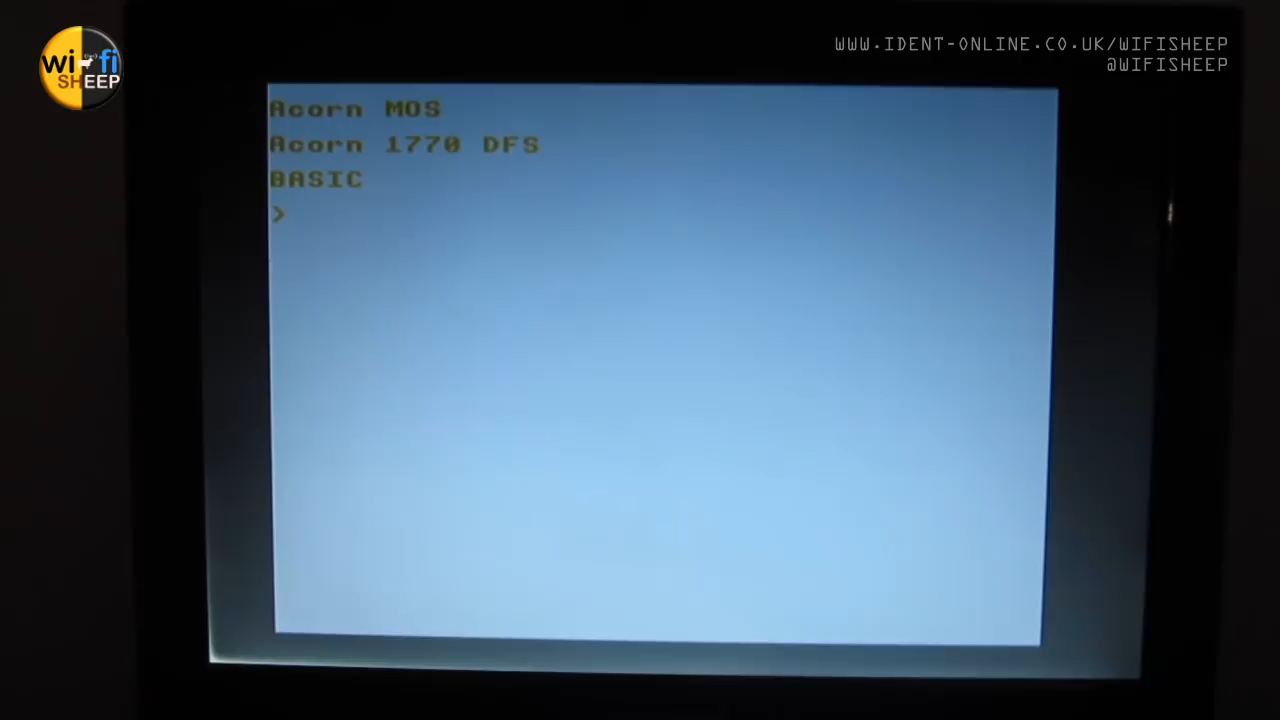 wi-fi
SHEEP
WWW.IDENT-ONLINE.CO.UK/WIFISHEEP
@WIFISHEEP
Acorn MOS
Acorn 1770 DFS
BASIC
>